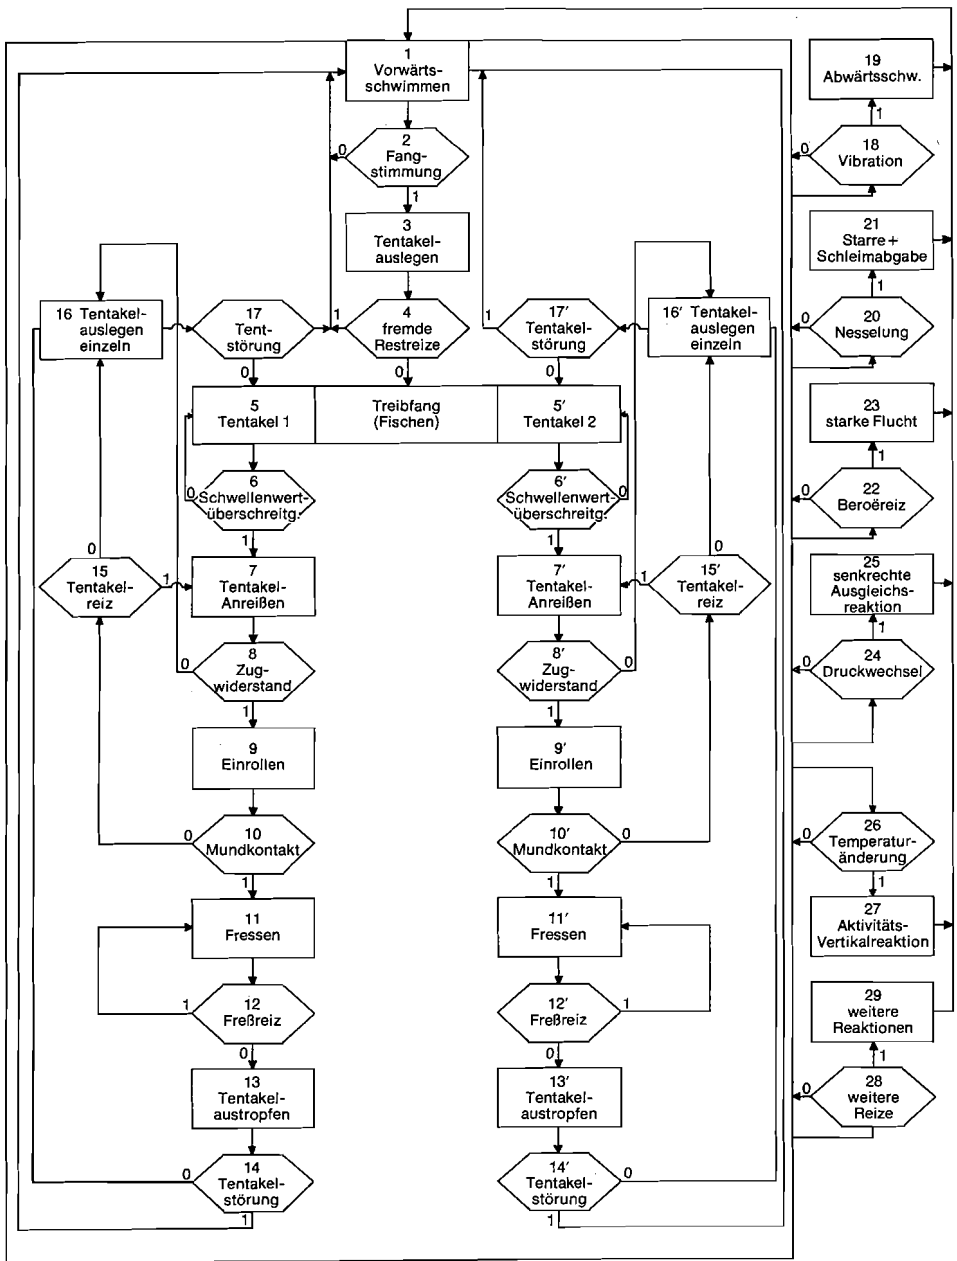 1
Vorwärts-
schwimmen
0
2
Fang-
stimmung
1
3
Tentakel-
auslegen
16 Tentakel-
auslegen
einzeln
17
Tent-
störung
1
4
fremde
Restreize
1
17' Tentakel-
störung
16' Tentakel-
auslegen
einzeln
0
0
0
5
Tentakel 1
Treibfang
(Fischen)
5'
Tentakel 2
0
6
Schwellenwert-
überschreitg.
6'
Schwellenwert-
überschreitg.
0
1
1
0
15
Tentakel-
reiz
1
7
Tentakel-
Anreißen
7'
Tentakel-
Anreißen
1
0
15'
Tentakel-
reiz
0
8
Zug-
widerstand
8'
Zug-
widerstand
0
1
1
9
Einrollen
9'
Einrollen
0
10
Mundkontakt
10'
Mundkontakt
0
1
1
11
Fressen
11'
Fressen
1
12
Freßreiz
12'
Freßreiz
1
0
0
13
Tentakel-
austropfen
13'
Tentakel-
austropfen
0
14
Tentakel-
störung
14'
Tentakel-
störung
0
1
1
19
Abwärtsschw.
1
0
18
Vibration
21
Starre +
Schleimabgabe
1
0
20
Nesselung
23
starke Flucht
1
0
22
Beroëreiz
25
senkrechte
Ausgleichs-
reaktion
1
0
24
Druckwechsel
0
26
Temperatur-
änderung
1
27
Aktivitäts-
Vertikalreaktion
29
weitere
Reaktionen
1
0
28
weitere
Reize